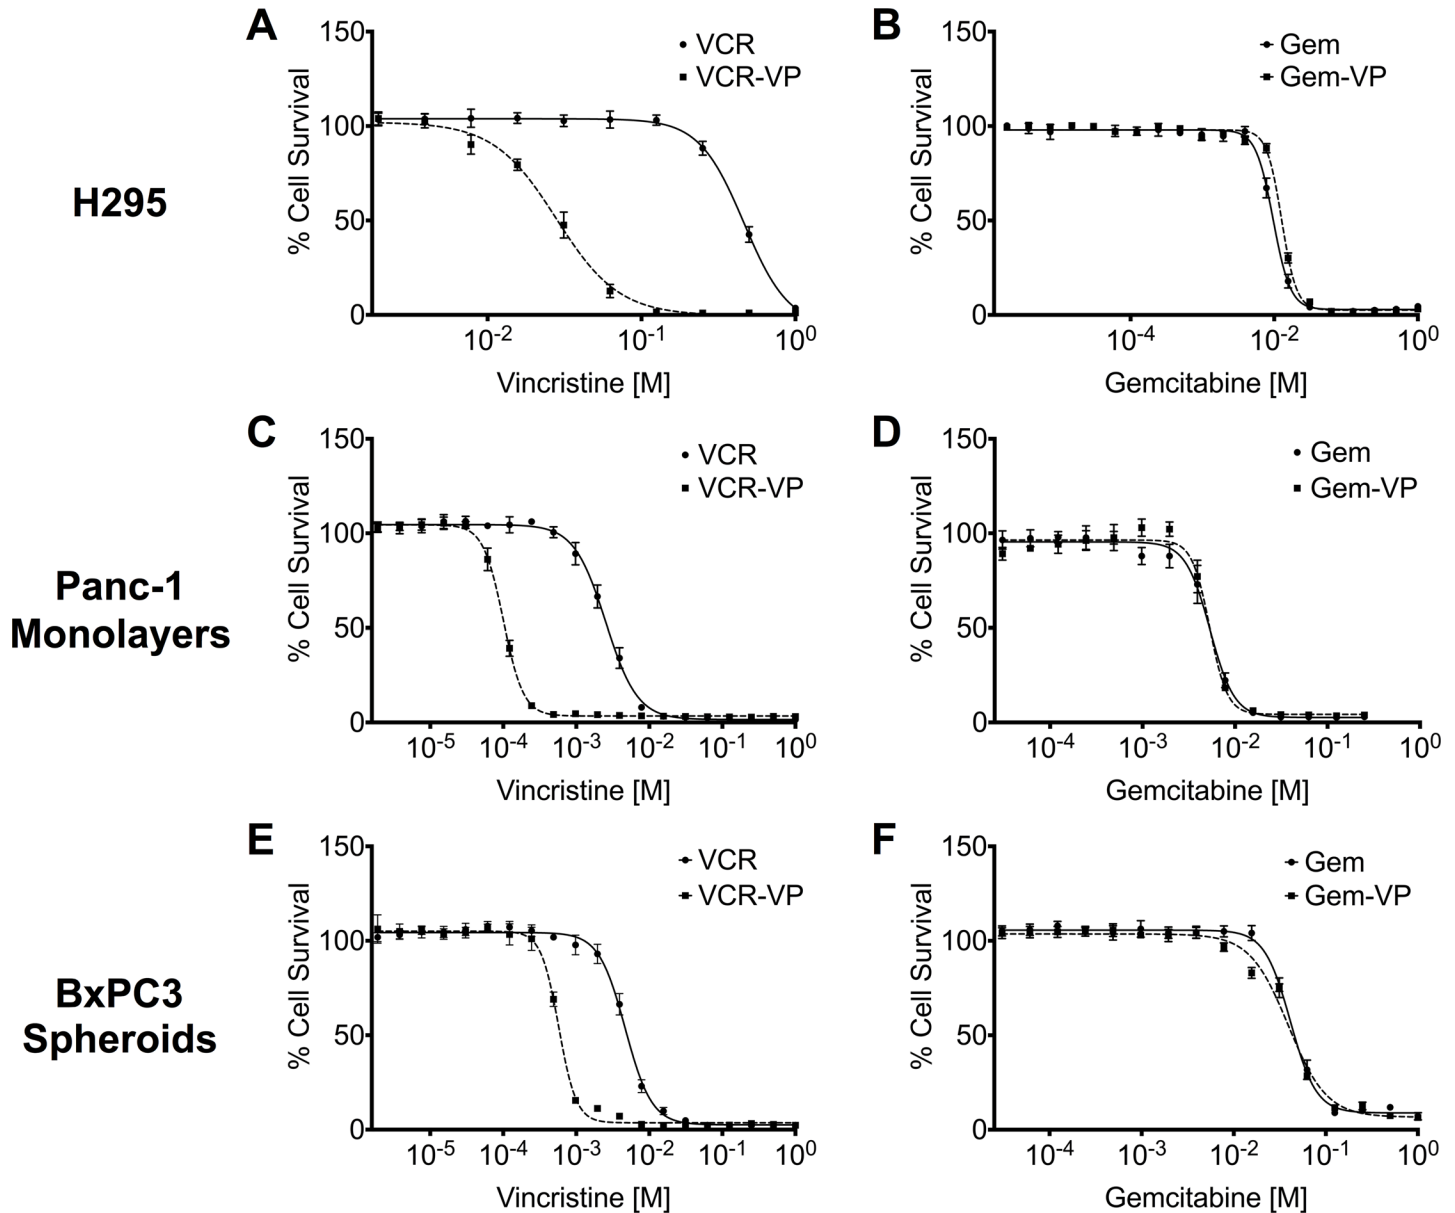 A
150
100
50
0
% Cell Survival
VCR
VCR-VP
10-2
10-1
100
Vincristine [M]
B
150
100
50
0
% Cell Survival
Gem
Gem-VP
10-4
10-2
100
Gemcitabine [M]
H295
C
150
100
50
0
% Cell Survival
VCR
VCR-VP
10-5
10-4
10-3
10-2
10-1
100
Vincristine [M]
D
150
100
50
0
% Cell Survival
Gem
Gem-VP
10-4
10-3
10-2
10-1
100
Gemcitabine [M]
Panc-1
Monolayers
E
150
100
50
0
% Cell Survival
VCR
VCR-VP
10-5
10-4
10-3
10-2
10-1
100
Vincristine [M]
F
150
100
50
0
% Cell Survival
Gem
Gem-VP
10-4
10-3
10-2
10-1
100
Gemcitabine [M]
BxPC3
Spheroids